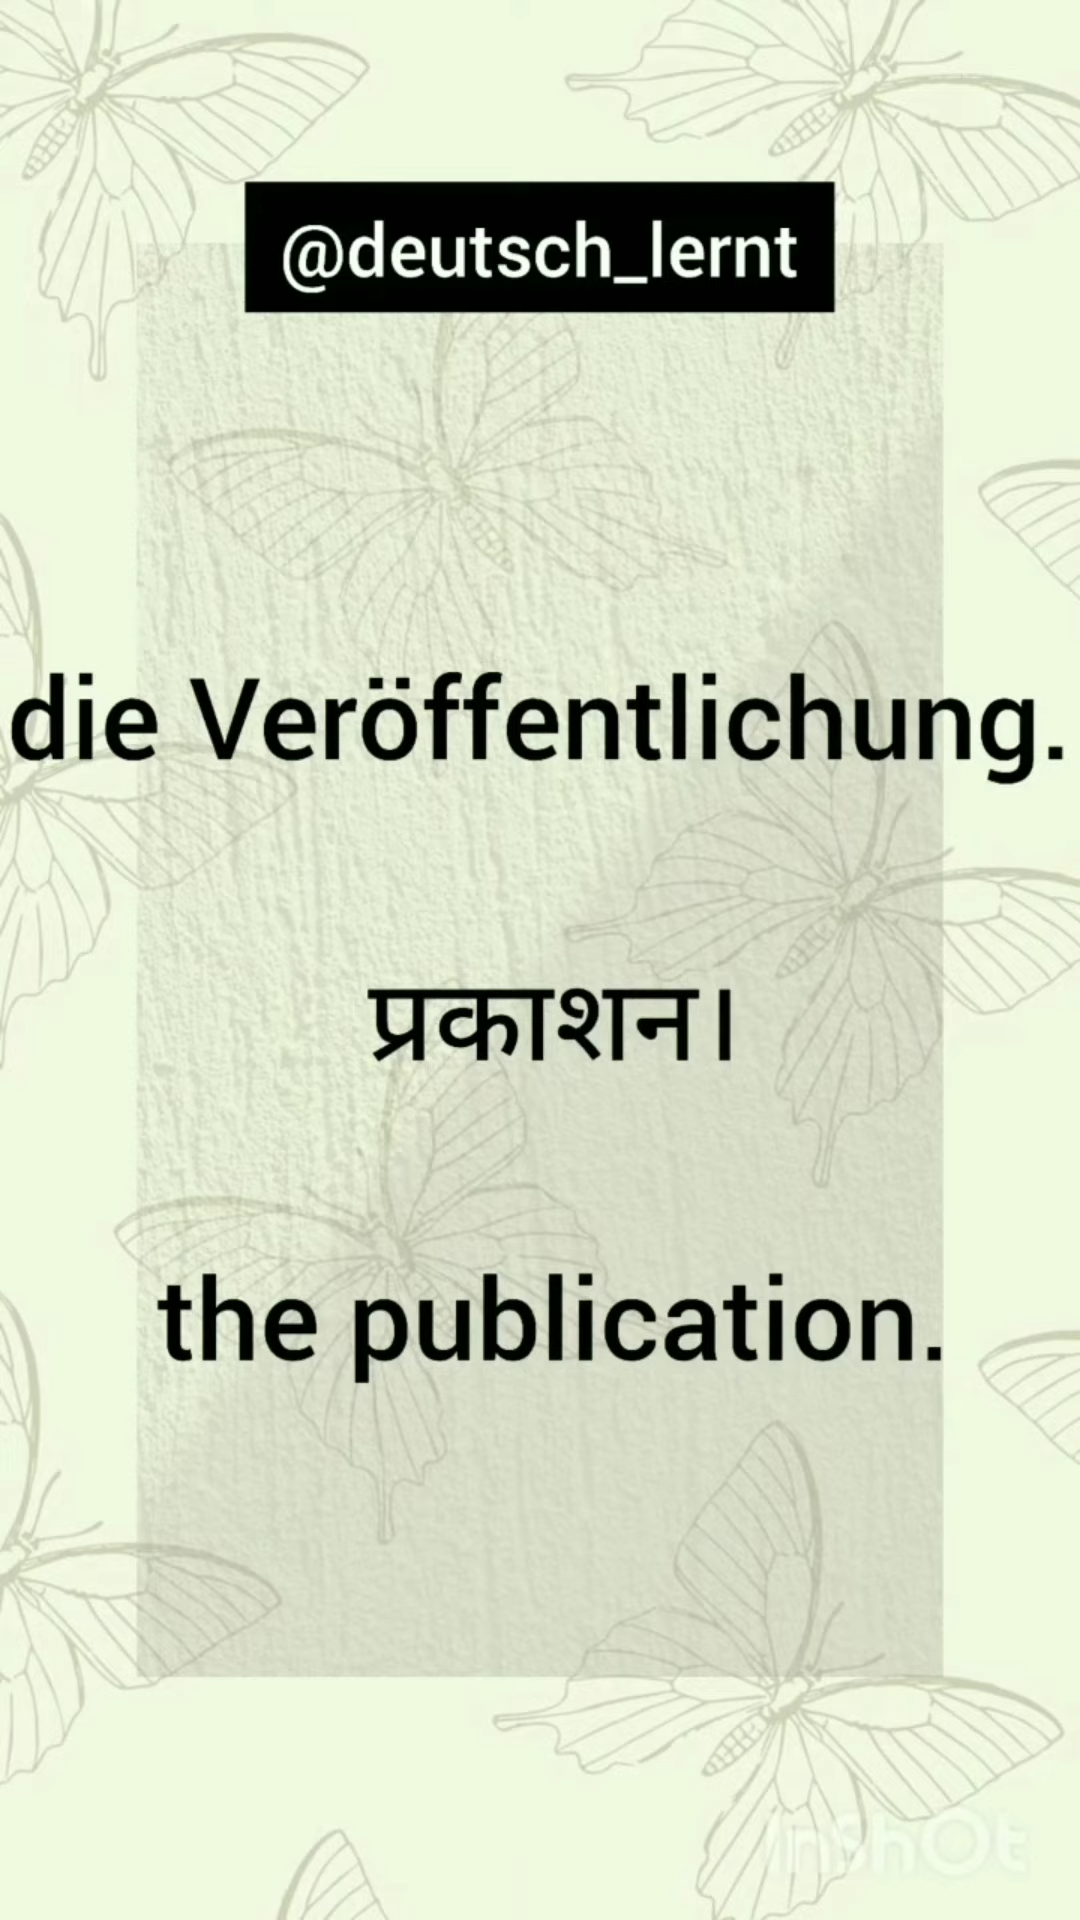 @deutsch_lernt
die Veröffentlichung.
प्रकाशन।
the publication.
InShOt